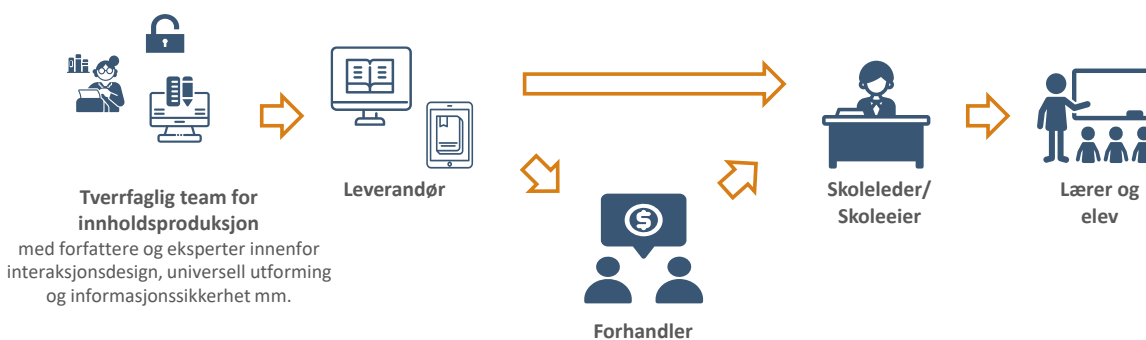 Tverrfaglig team for
innholdsproduksjon
med forfattere og eksperter innenfor
interaksjonsdesign, universell utforming
og informasjonssikkerhet mm.
Leverandør
Forhandler
Skoleleder/
Skoleeier
Lærer og
elev